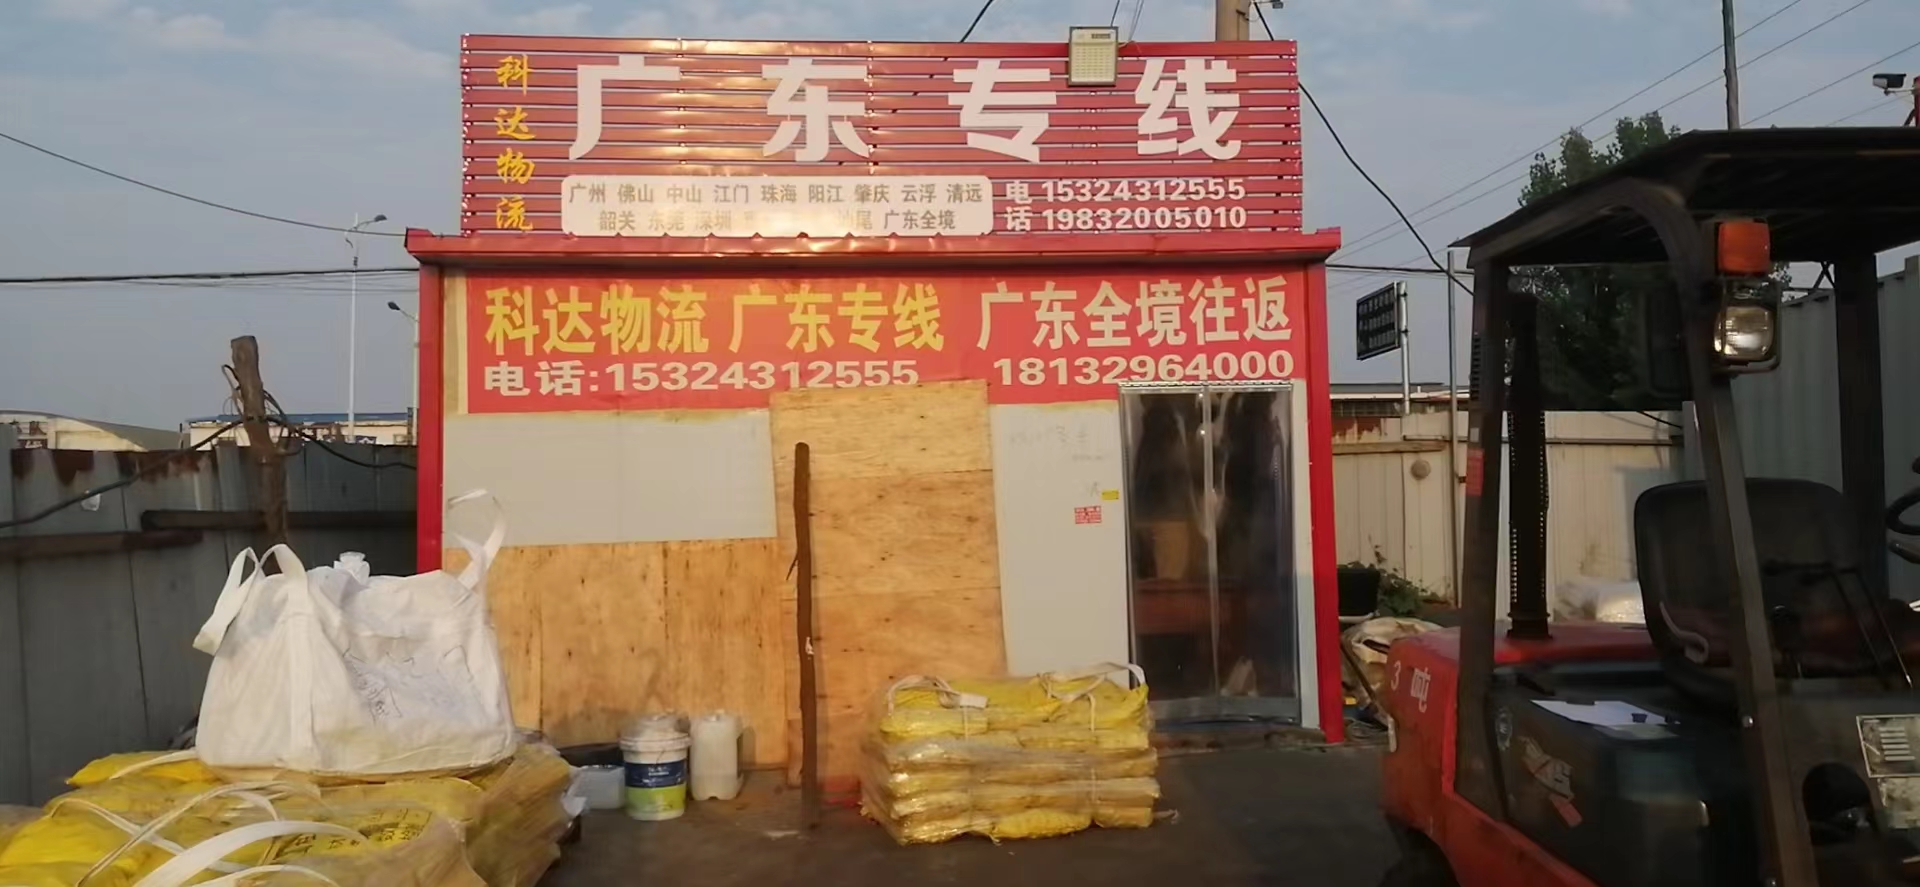 科达物流
广东专线
广州 佛山 中山 江门 珠海 阳江 肇庆 云浮 清远
韶关 东莞 深圳 尾 广东全境
电话 15324312555
19832005010
科达物流 广东专线 广东全境往返
电话:15324312555 18132964000
3吨